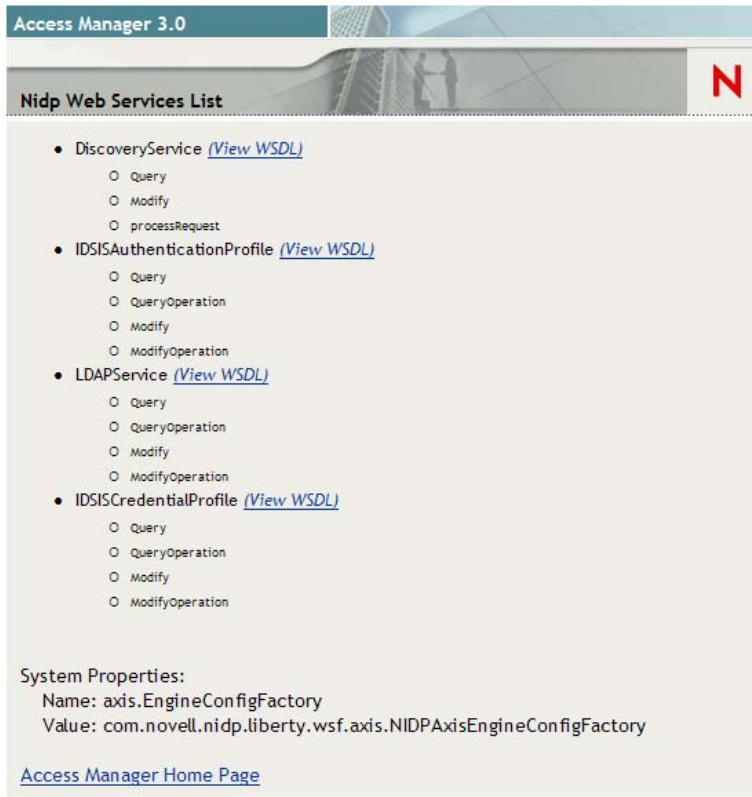 Access Manager 3.0
N
Nidp Web Services List
• DiscoveryService (View WSDL)
○ Query
○ Modify
○ processRequest
• IDSISAuthenticationProfile (View WSDL)
○ Query
○ QueryOperation
○ Modify
○ ModifyOperation
• LDAPService (View WSDL)
○ Query
○ QueryOperation
○ Modify
○ ModifyOperation
• IDSISCredentialProfile (View WSDL)
○ Query
○ QueryOperation
○ Modify
○ ModifyOperation
System Properties:
Name: axis.EngineConfigFactory
Value: com.novell.nidp.liberty.wsf.axis.NIDPAxisEngineConfigFactory
Access Manager Home Page